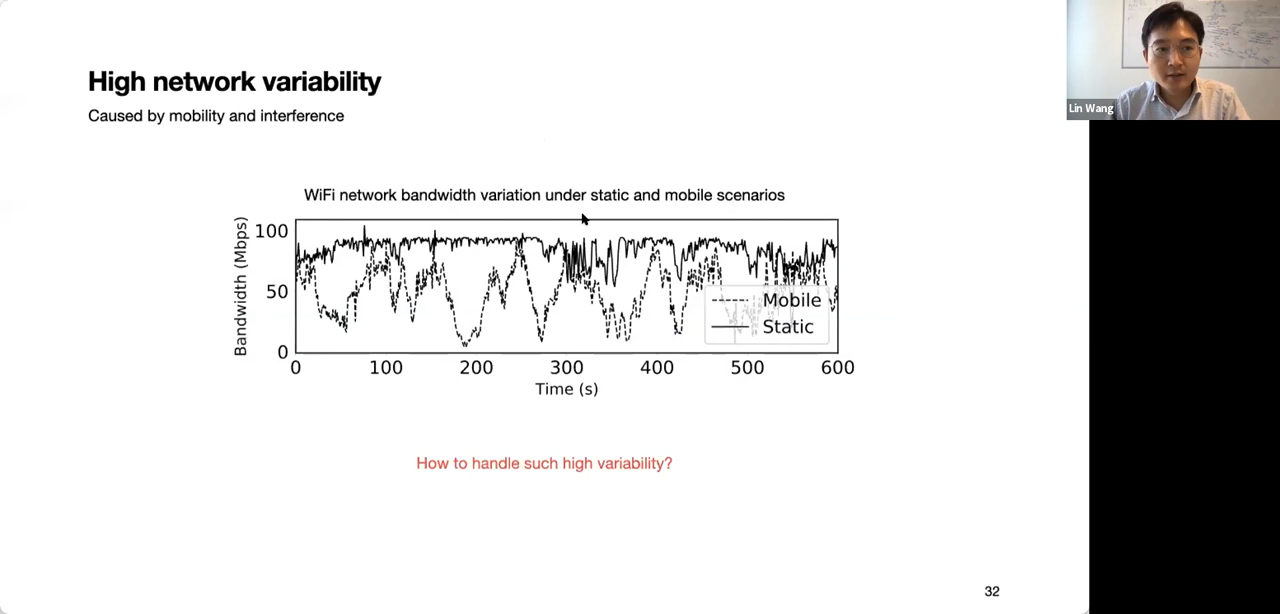 High network variability
Caused by mobility and interference
Lin Wang
WiFi network bandwidth variation under static and mobile scenarios
Bandwidth (Mbps)
100
50
0
Mobile
Static
0 100 200 300 400 500 600
Time (s)
How to handle such high variability?
32